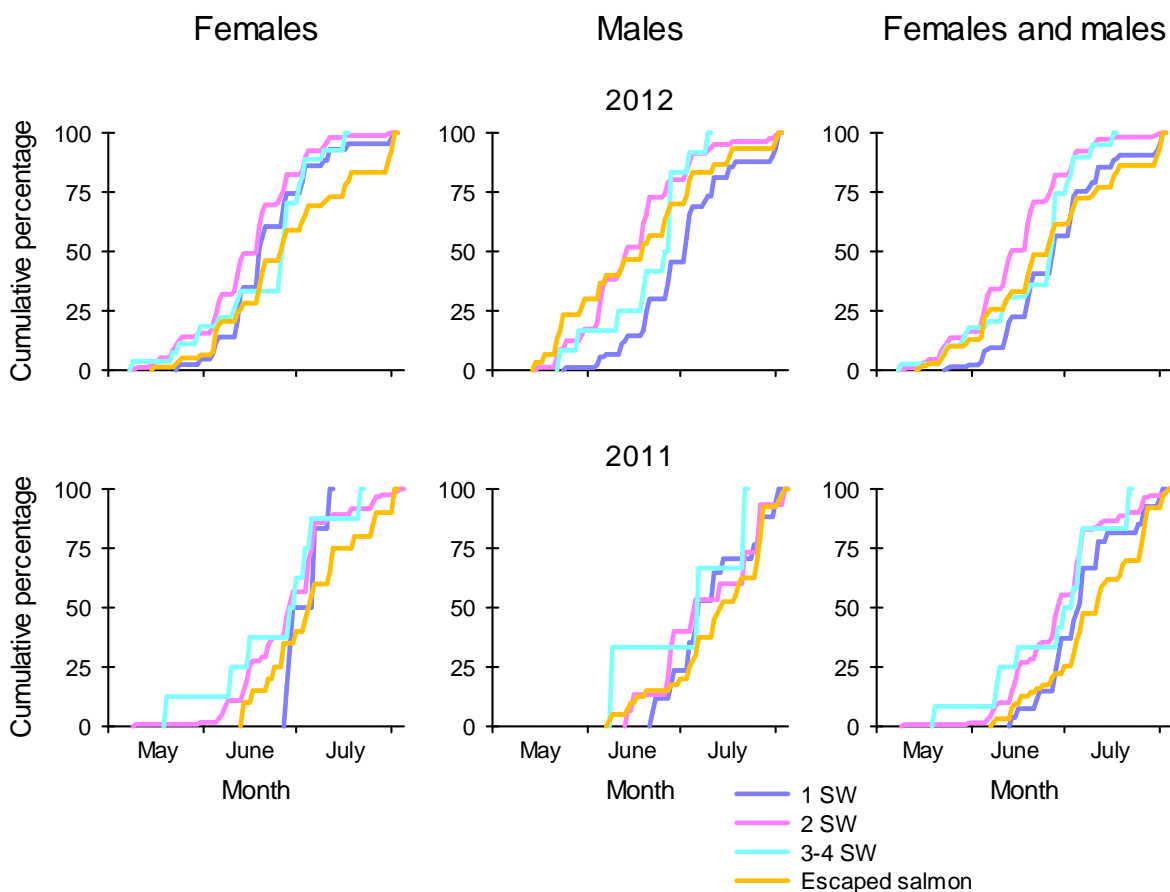 Females Males Females and males
2012
Cumulative percentage
100 100 100
75 75 75
50 50 50
25 25 25
0 0 0
2011
Cumulative percentage
100 100 100
75 75 75
50 50 50
25 25 25
0 0 0
May June July May June July May June July
Month Month Month
1 SW
2 SW
3-4 SW
Escaped salmon